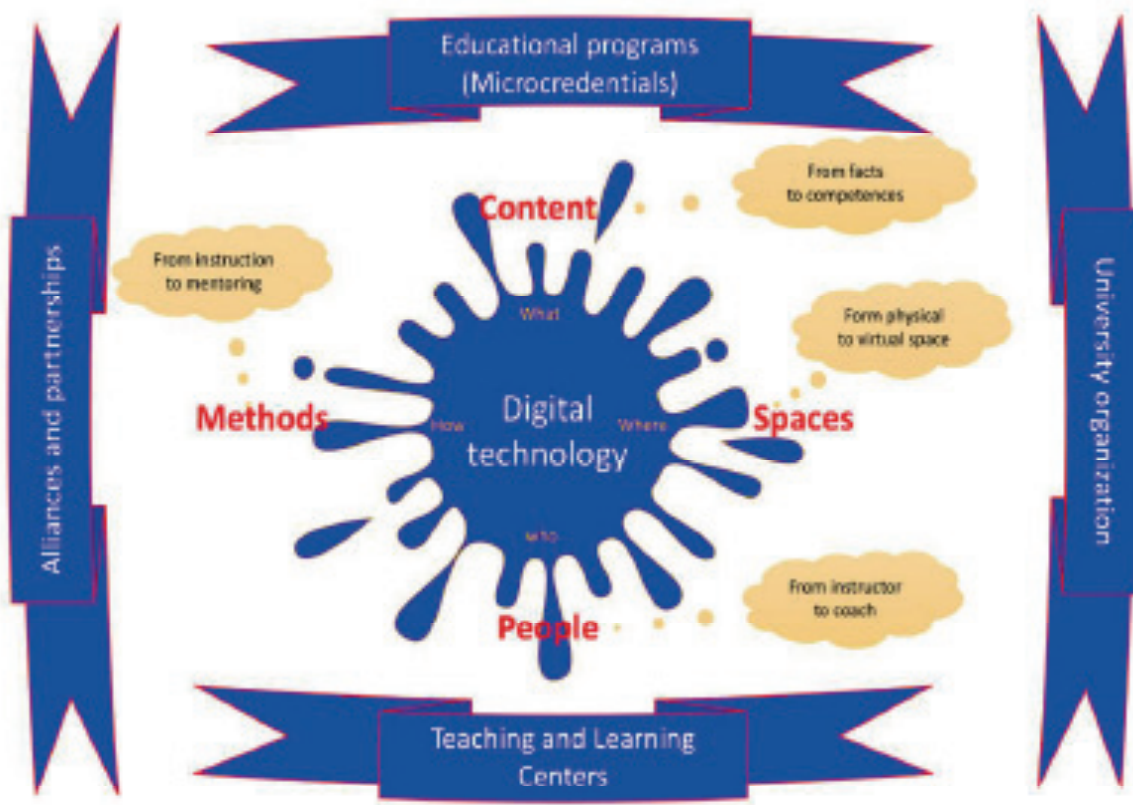 Educational programs
(Microcredentials)
From facts
to competences
Content
From instruction
to mentoring
What
Form physical
to virtual space
Methods
How
Digital
technology
Where
Spaces
who
From instructor
to coach
People
Alliances and partnerships
University organization
Teaching and Learning
Centers